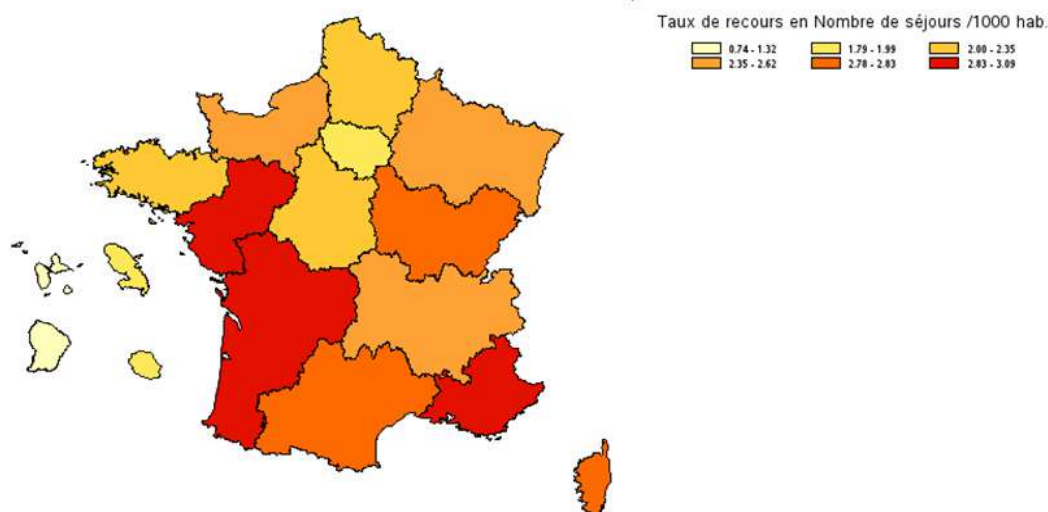 Taux de recours en Nombre de séjours /1000 hab.
0.74 - 1.32 1.79 - 1.99 2.00 - 2.35
2.35 - 2.62 2.78 - 2.83 2.83 - 3.09